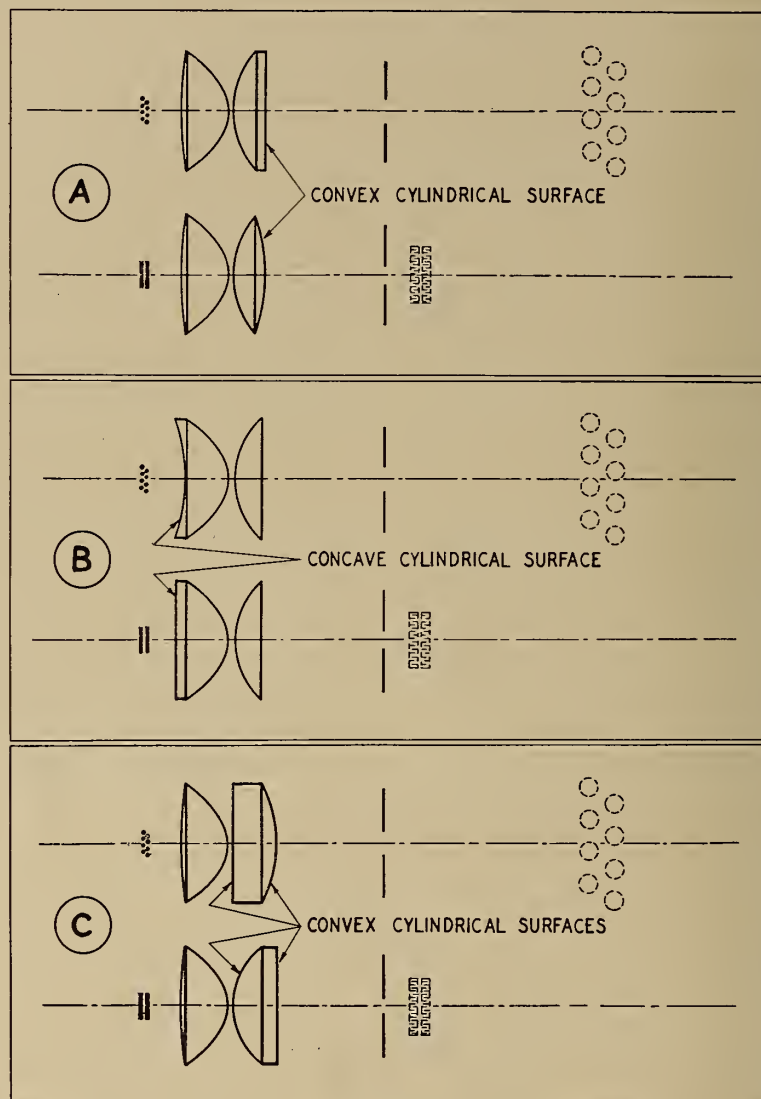 A
CONVEX CYLINDRICAL SURFACE
B
CONCAVE CYLINDRICAL SURFACE
C
CONVEX CYLINDRICAL SURFACES